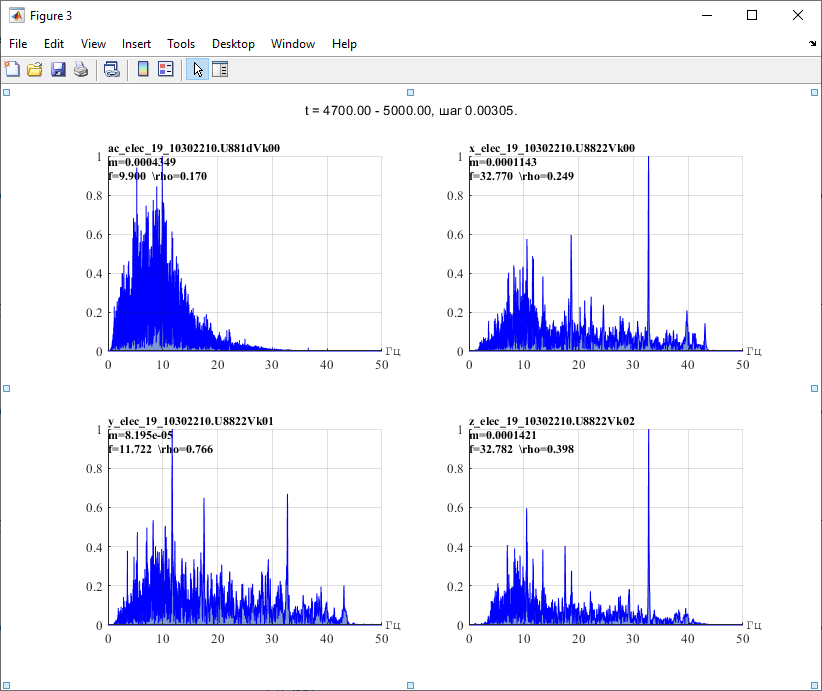 Figure 3
File Edit View Insert Tools Desktop Window Help
t = 4700.00 - 5000.00, шаг 0.00305.
ac_elec_19_10302210.U881dVk00
m=0.0004349
f=9.900 \rho=0.170
1
0.8
0.6
0.4
0.2
0
0 10 20 30 40 50
Гц
x_elec_19_10302210.U8822Vk00
m=0.0001143
f=32.770 \rho=0.249
1
0.8
0.6
0.4
0.2
0
0 10 20 30 40 50
Гц
y_elec_19_10302210.U8822Vk01
m=8.195e-05
f=11.722 \rho=0.766
1
0.8
0.6
0.4
0.2
0
0 10 20 30 40 50
Гц
z_elec_19_10302210.U8822Vk02
m=0.0001421
f=32.782 \rho=0.398
1
0.8
0.6
0.4
0.2
0
0 10 20 30 40 50
Гц